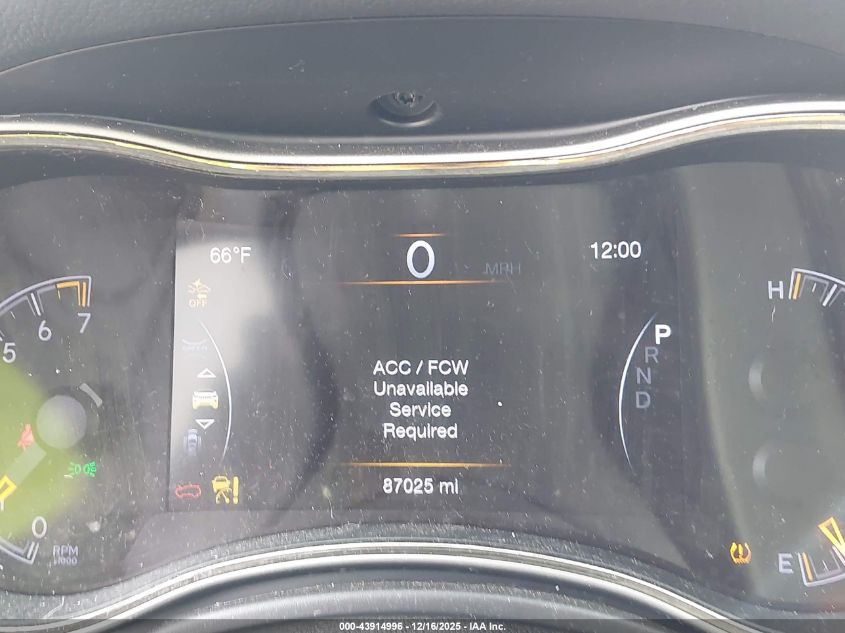 66°F
0 MPH
12:00
OFF
H
5 6 7
P
R
N
D
ACC / FCW
Unavailable
Service
Required
87025 mi
0
RPM
x1000
E
000-43914996 - 12/16/2025 - IAA Inc.